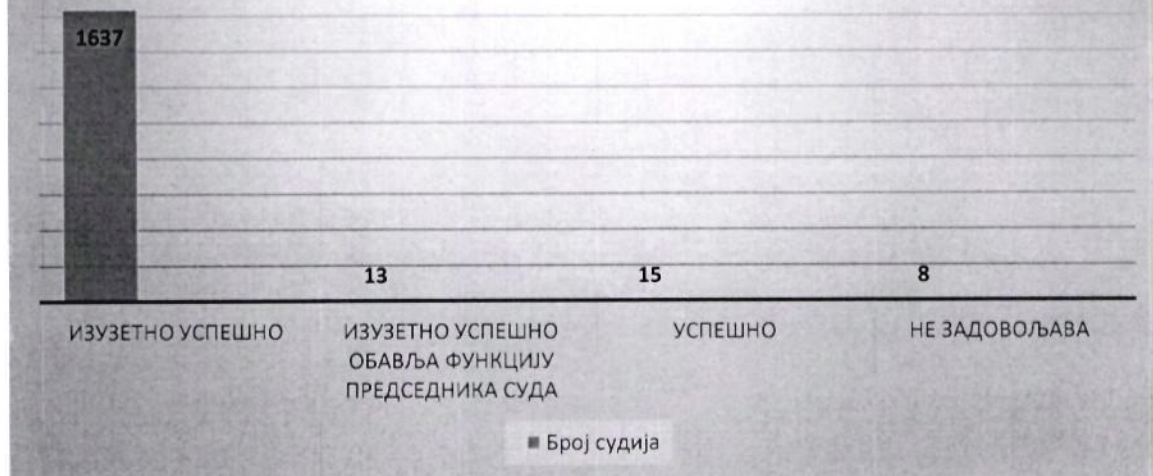 1637
13
15
8
ИЗУЗЕТНО УСПЕШНО
ИЗУЗЕТНО УСПЕШНО
ОБАВЉА ФУНКЦИЈУ
ПРЕДСЕДНИКА СУДА
УСПЕШНО
НЕ ЗАДОВОЉАВА
Број судија